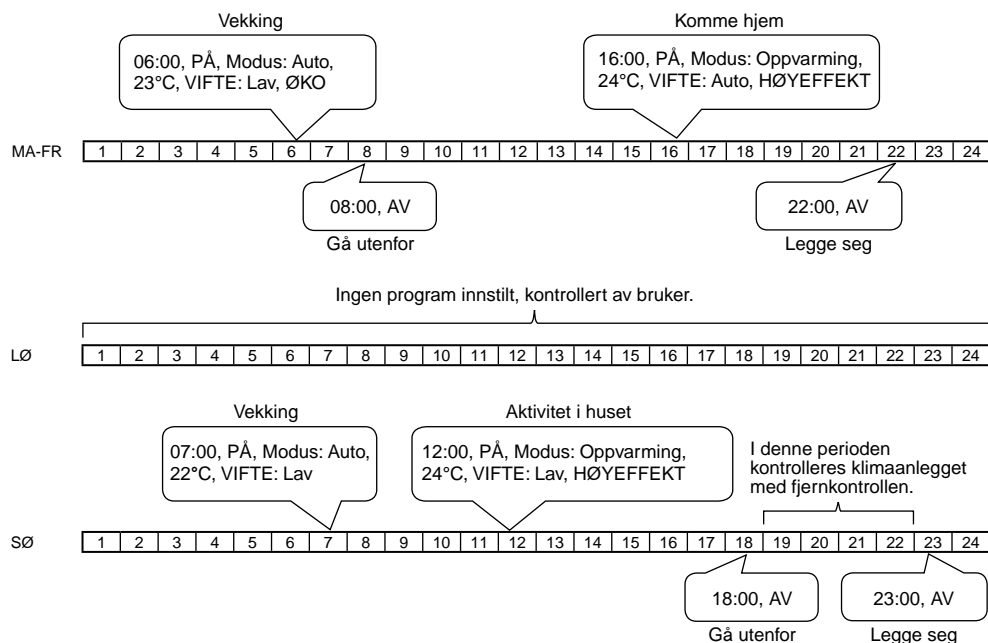 Vekking
06:00, PÅ, Modus: Auto,
23°C, VIFTE: Lav, ØKO
Komme hjem
16:00, PÅ, Modus: Oppvarming,
24°C, VIFTE: Auto, HØYEFFEKT
MA-FR 1 2 3 4 5 6 7 8 9 10 11 12 13 14 15 16 17 18 19 20 21 22 23 24
08:00, AV
Gå utenfor
22:00, AV
Legge seg
Ingen program innstilt, kontrollert av bruker.
LØ 1 2 3 4 5 6 7 8 9 10 11 12 13 14 15 16 17 18 19 20 21 22 23 24
Vekking
07:00, PÅ, Modus: Auto,
22°C, VIFTE: Lav
Aktivitet i huset
12:00, PÅ, Modus: Oppvarming,
24°C, VIFTE: Lav, HØYEFFEKT
I denne perioden
kontrolleres klimaanlegget
med fjernkontrollen.
SØ 1 2 3 4 5 6 7 8 9 10 11 12 13 14 15 16 17 18 19 20 21 22 23 24
18:00, AV
Gå utenfor
23:00, AV
Legge seg